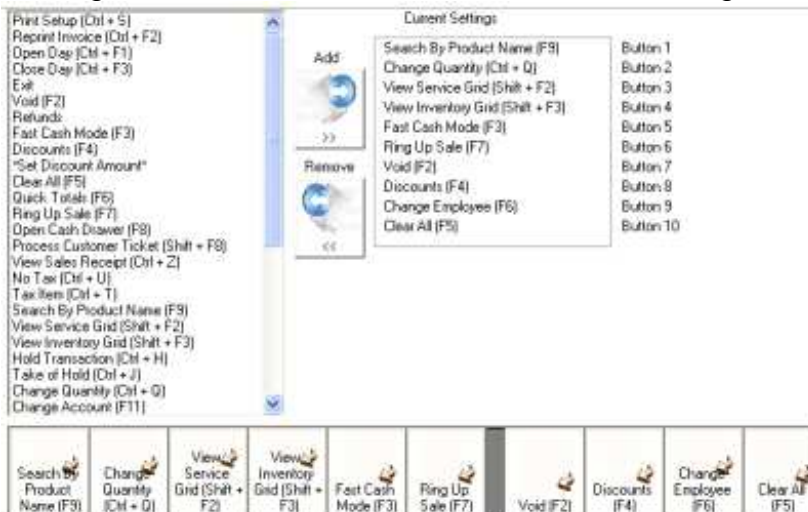 Print Setup (Ctrl + S)
Reprint Invoice (Ctrl + F2)
Open Day (Ctrl + F1)
Close Day (Ctrl + F3)
Exit
Void (F2)
Refunds
Fast Cash Mode (F3)
Discounts (F4)
*Set Discount Amount*
Clear All (F5)
Quick Totals (F6)
Ring Up Sale (F7)
Open Cash Drawer (F8)
Process Customer Ticket (Shift + F8)
View Sales Receipt (Ctrl + Z)
No Tax (Ctrl + U)
Tax Item (Ctrl + T)
Search By Product Name (F9)
View Service Grid (Shift + F2)
View Inventory Grid (Shift + F3)
Hold Transaction (Ctrl + H)
Take of Hold (Ctrl + J)
Change Quantity (Ctrl + Q)
Change Account (F11)
Add
>>
Remove
<<
Current Settings
Search By Product Name (F9) Button 1
Change Quantity (Ctrl + Q) Button 2
View Service Grid (Shift + F2) Button 3
View Inventory Grid (Shift + F3) Button 4
Fast Cash Mode (F3) Button 5
Ring Up Sale (F7) Button 6
Void (F2) Button 7
Discounts (F4) Button 8
Change Employee (F6) Button 9
Clear All (F5) Button 10
Search By
Product
Name (F9)
Change
Quantity
(Ctrl + Q)
View
Service
Grid (Shift +
F2)
View
Inventory
Grid (Shift +
F3)
Fast Cash
Mode (F3)
Ring Up
Sale (F7)
Void (F2)
Discounts
(F4)
Change
Employee
(F6)
Clear All
(F5)